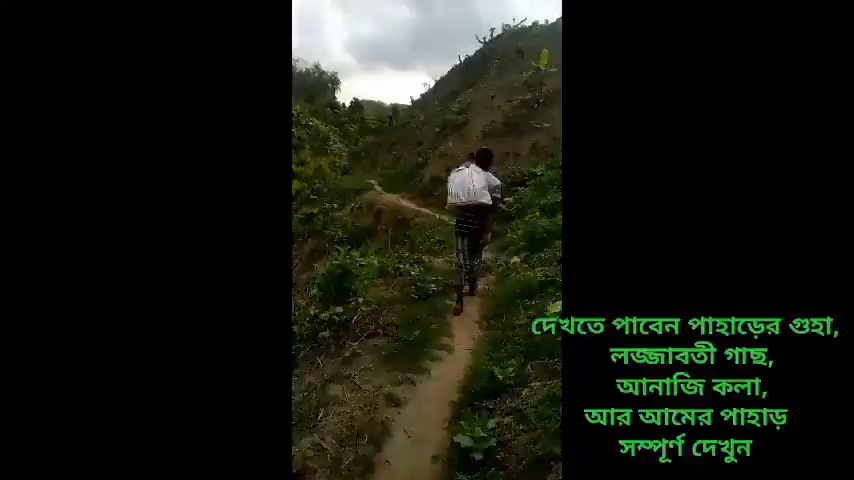 দেখতে পাবেন পাহাড়ের গুহা,
লজ্জাবতী গাছ,
আনাজি কলা,
আর আমের পাহাড়
সম্পূর্ণ দেখুন